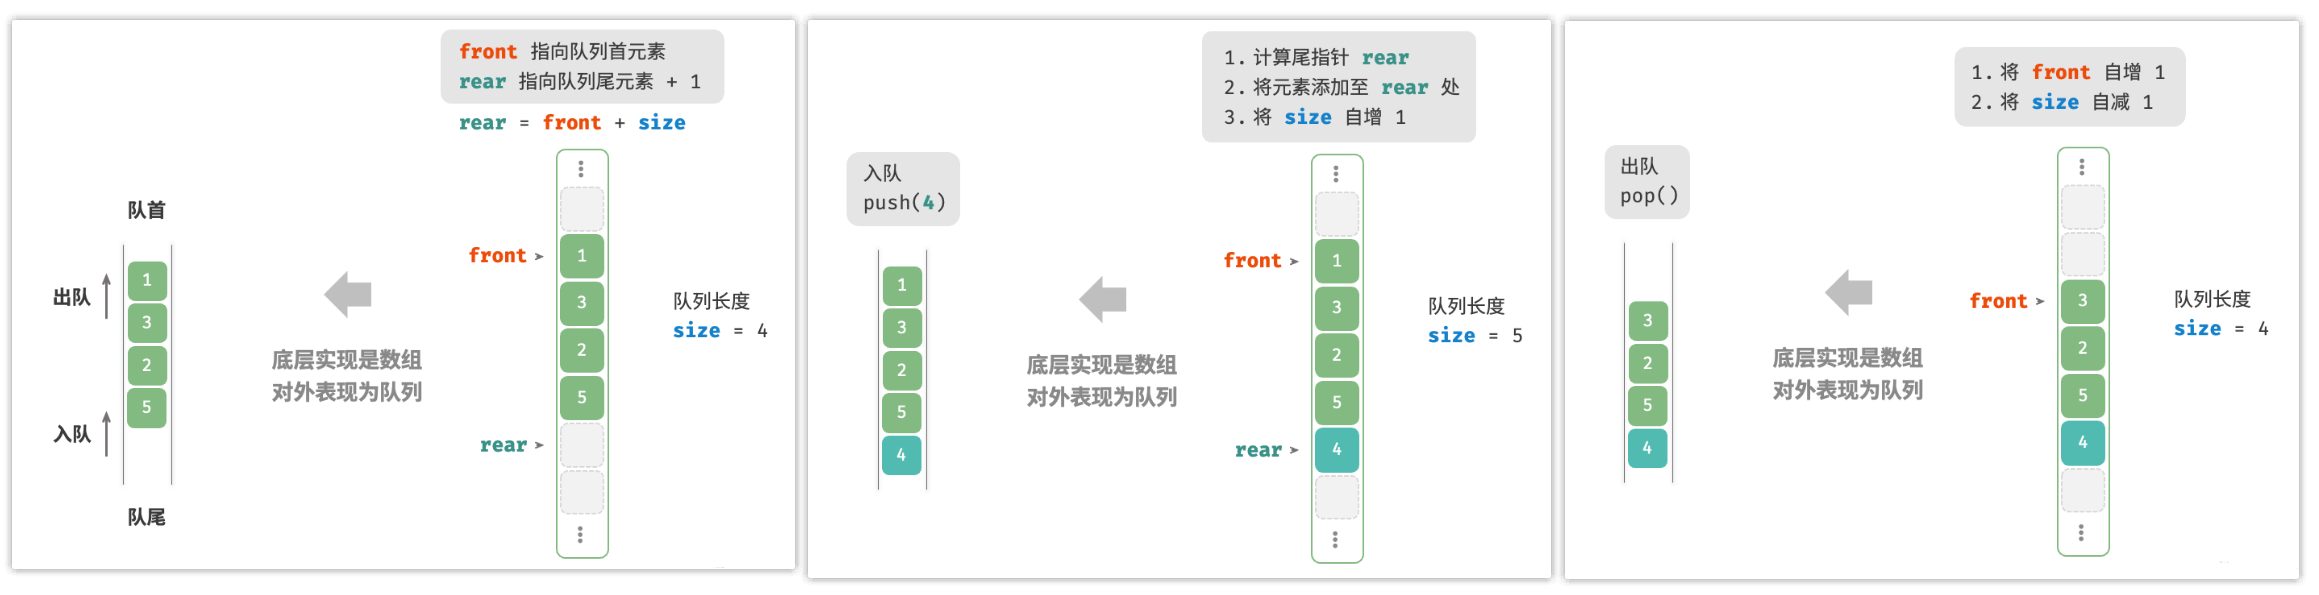 front 指向队列首元素
rear 指向队列尾元素 + 1
rear = front + size
队首
出队
入队
队尾
1
3
2
5
底层实现是数组
对外表现为队列
front
rear
1
3
2
5
队列长度
size = 4
1. 计算尾指针 rear
2. 将元素添加至 rear 处
3. 将 size 自增 1
入队
push(4)
1
3
2
5
4
底层实现是数组
对外表现为队列
front
rear
1
3
2
5
4
队列长度
size = 5
1. 将 front 自增 1
2. 将 size 自减 1
出队
pop()
3
2
5
4
底层实现是数组
对外表现为队列
front
3
2
5
4
队列长度
size = 4